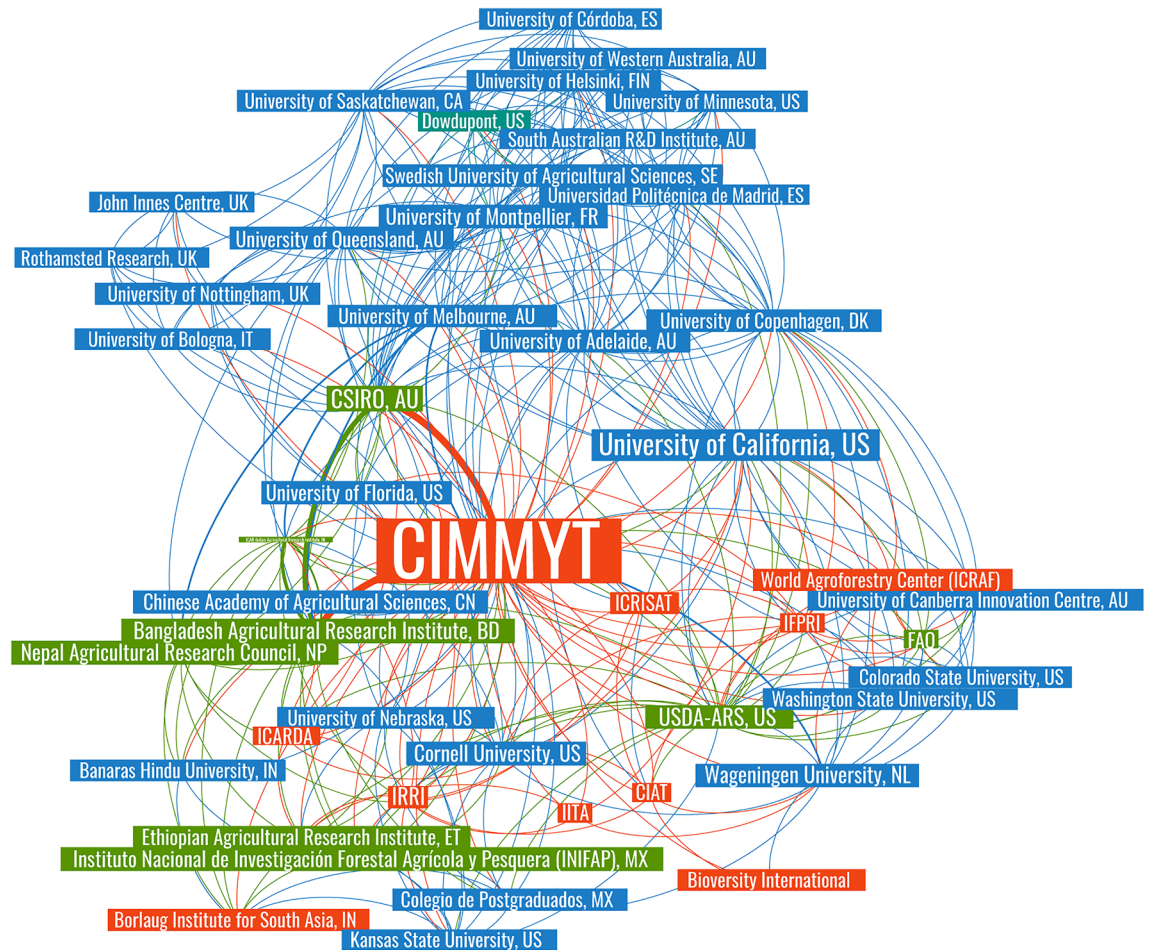 University of Córdoba, ES
University of Western Australia, AU
University of Helsinki, FIN
University of Saskatchewan, CA
University of Minnesota, US
Dowdupont, US
South Australian R&D Institute, AU
Swedish University of Agricultural Sciences, SE
Universidad Politécnica de Madrid, ES
John Innes Centre, UK
University of Montpellier, FR
University of Queensland, AU
Rothamsted Research, UK
University of Nottingham, UK
University of Melbourne, AU
University of Copenhagen, DK
University of Bologna, IT
University of Adelaide, AU
CSIRO, AU
University of California, US
University of Florida, US
ICAR-Indian Agricultural Research Institute, IN
CIMMYT
World Agroforestry Center (ICRAF)
Chinese Academy of Agricultural Sciences, CN
ICRISAT
University of Canberra Innovation Centre, AU
IFPRI
Bangladesh Agricultural Research Institute, BD
FAO
Nepal Agricultural Research Council, NP
Colorado State University, US
Washington State University, US
University of Nebraska, US
USDA-ARS, US
ICARDA
Cornell University, US
Banaras Hindu University, IN
Wageningen University, NL
CIAT
IRRI
IITA
Ethiopian Agricultural Research Institute, ET
Instituto Nacional de Investigación Forestal Agrícola y Pesquera (INIFAP), MX
Bioversity International
Colegio de Postgraduados, MX
Borlaug Institute for South Asia, IN
Kansas State University, US